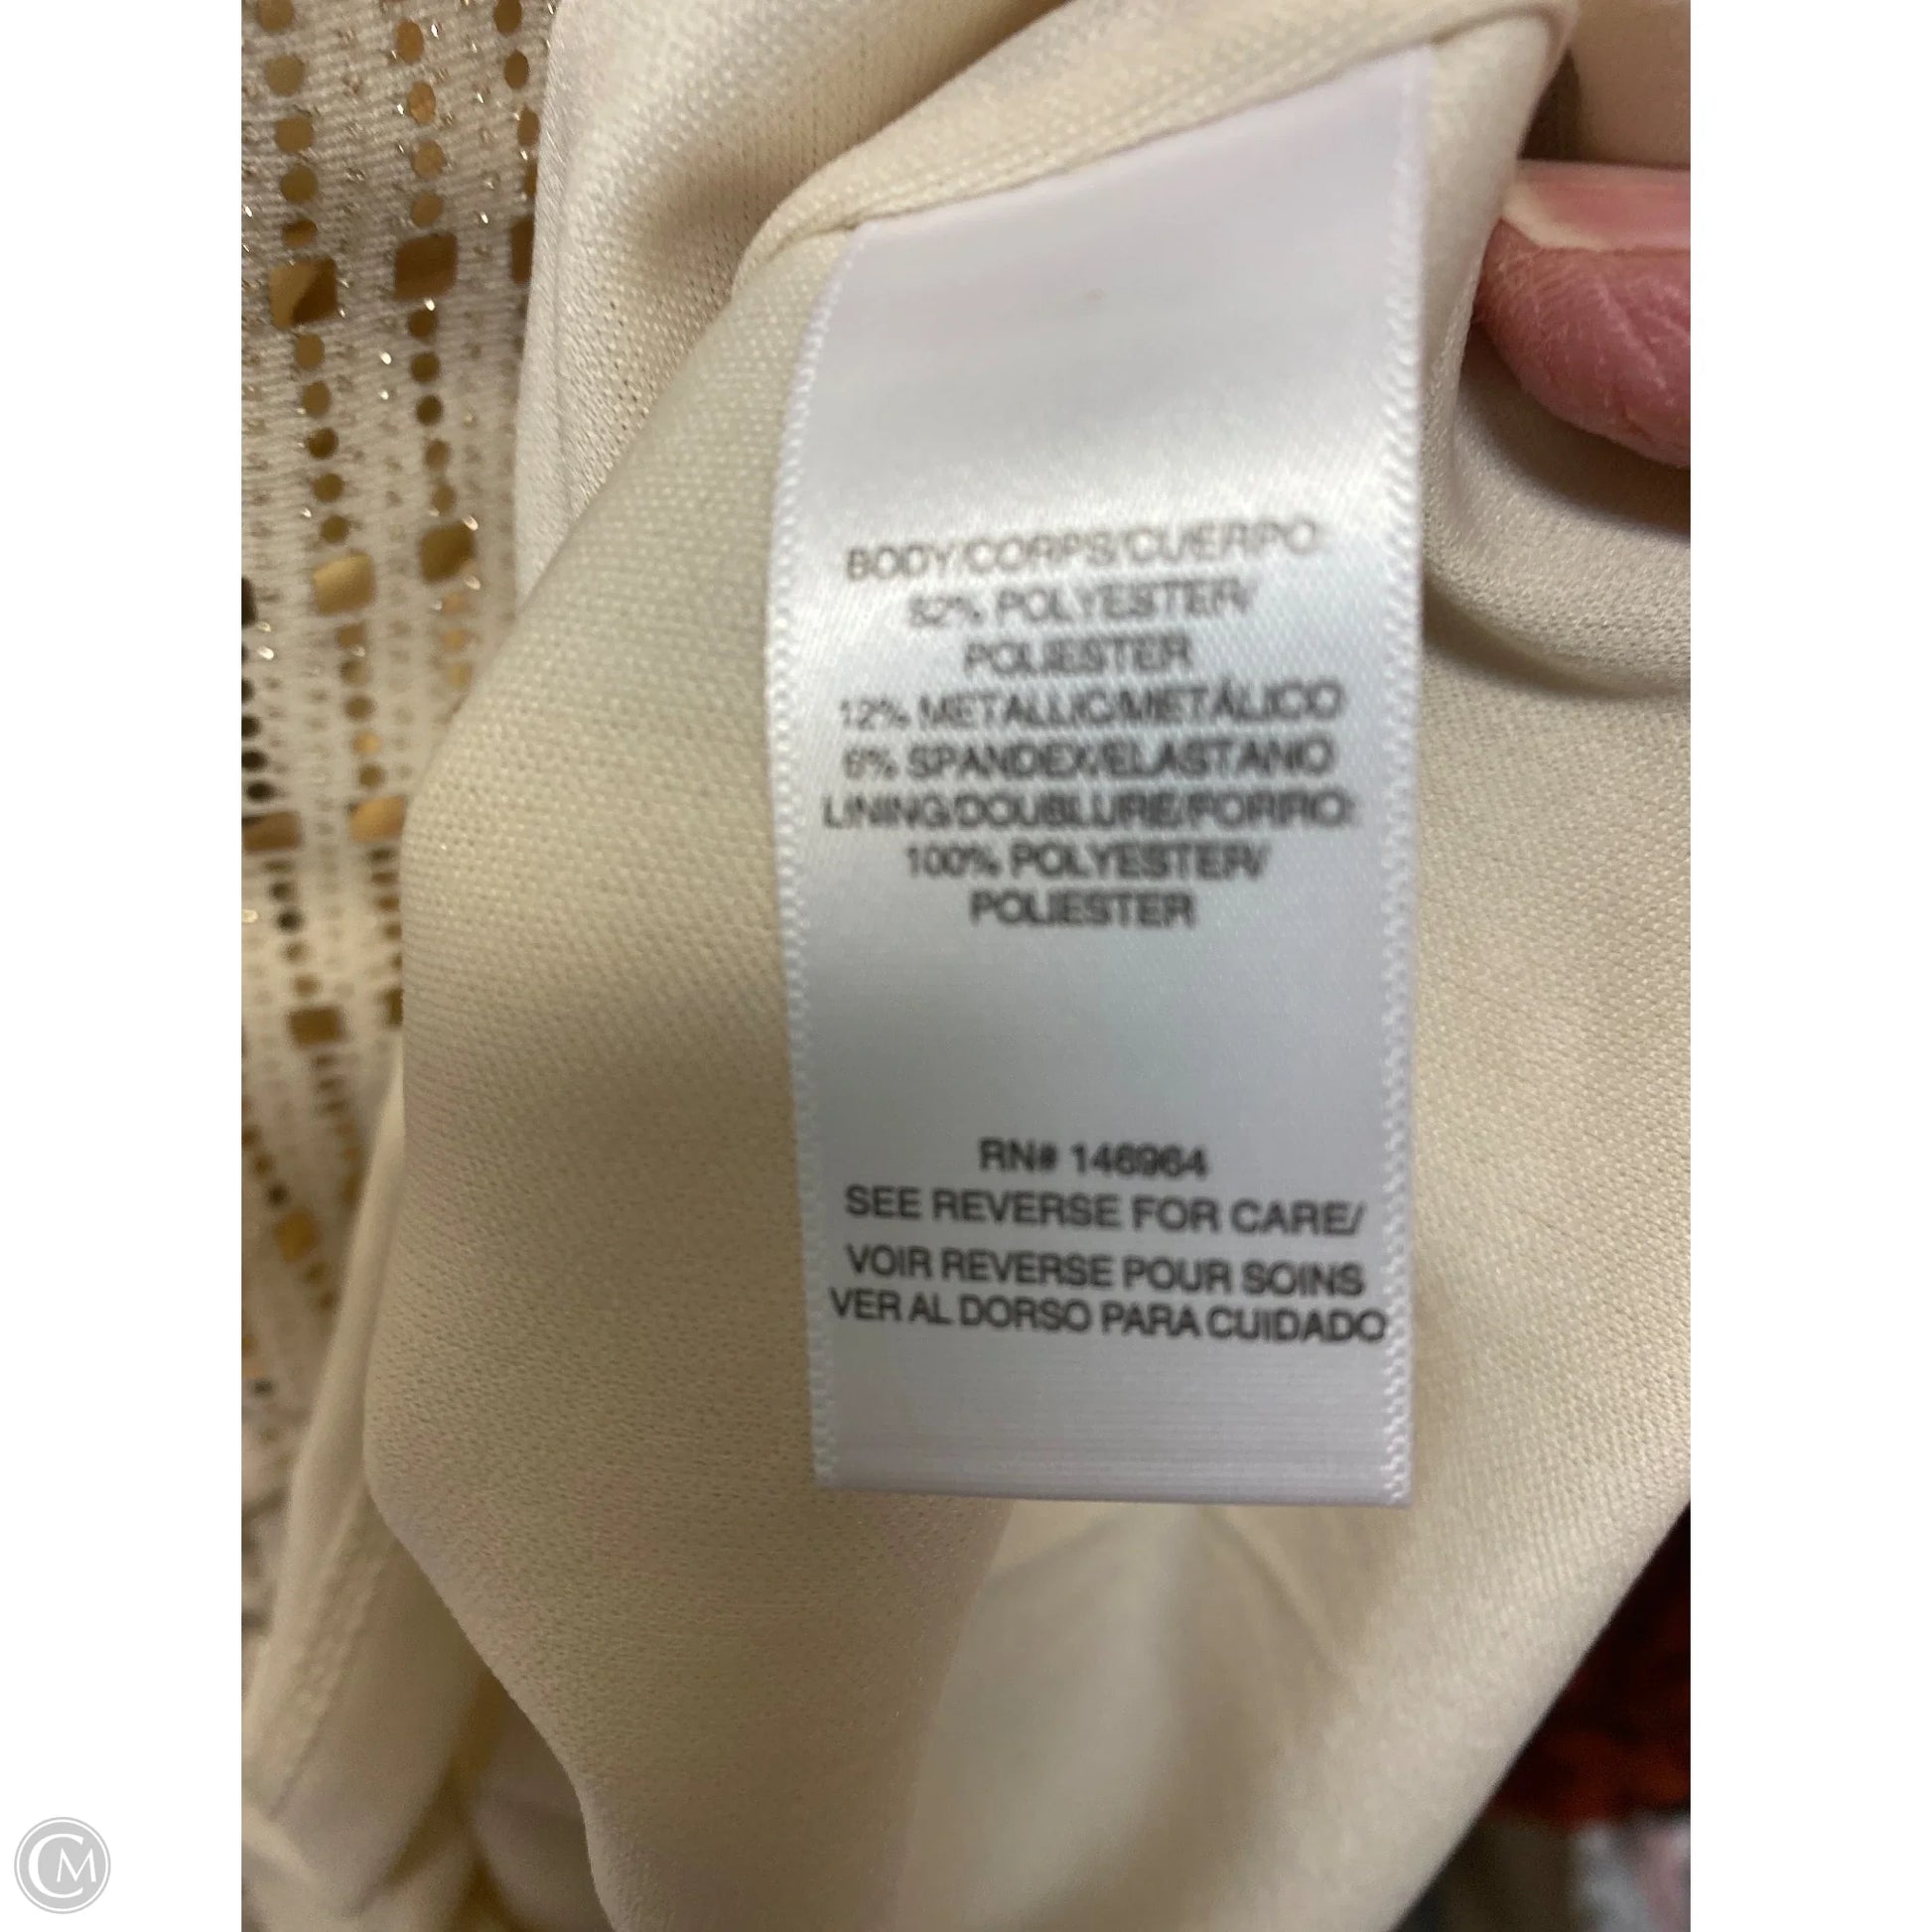 BODY/CORPS/CUERPO
82% POLYESTER/
POLIESTER
12% METALLIC/METÁLICO
6% SPANDEX/ELASTANO
LINING/DOUBLURE/FORRO:
100% POLYESTER/
POLIESTER
RN# 146964
SEE REVERSE FOR CARE/
VOIR REVERSE POUR SOINS
VER AL DORSO PARA CUIDADO
CM